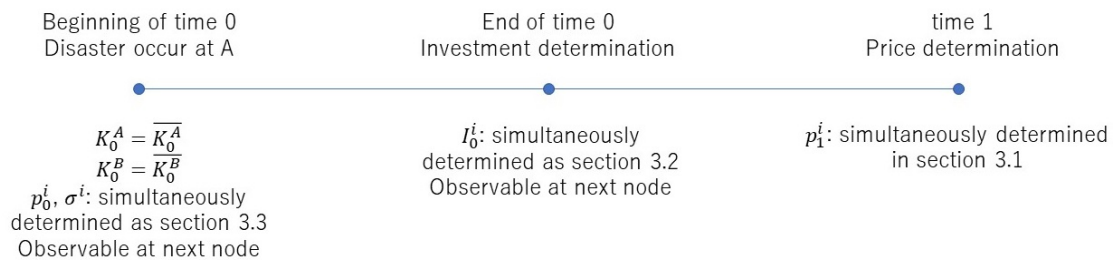 Beginning of time 0
Disaster occur at A
End of time 0
Investment determination
time 1
Price determination
K₀ᴬ = K̅₀ᴬ̅
K₀ᴮ = K̅₀ᴮ̅
p₀ⁱ, σⁱ: simultaneously
determined as section 3.3
Observable at next node
I₀ⁱ: simultaneously
determined as section 3.2
Observable at next node
p₁ⁱ: simultaneously determined
in section 3.1